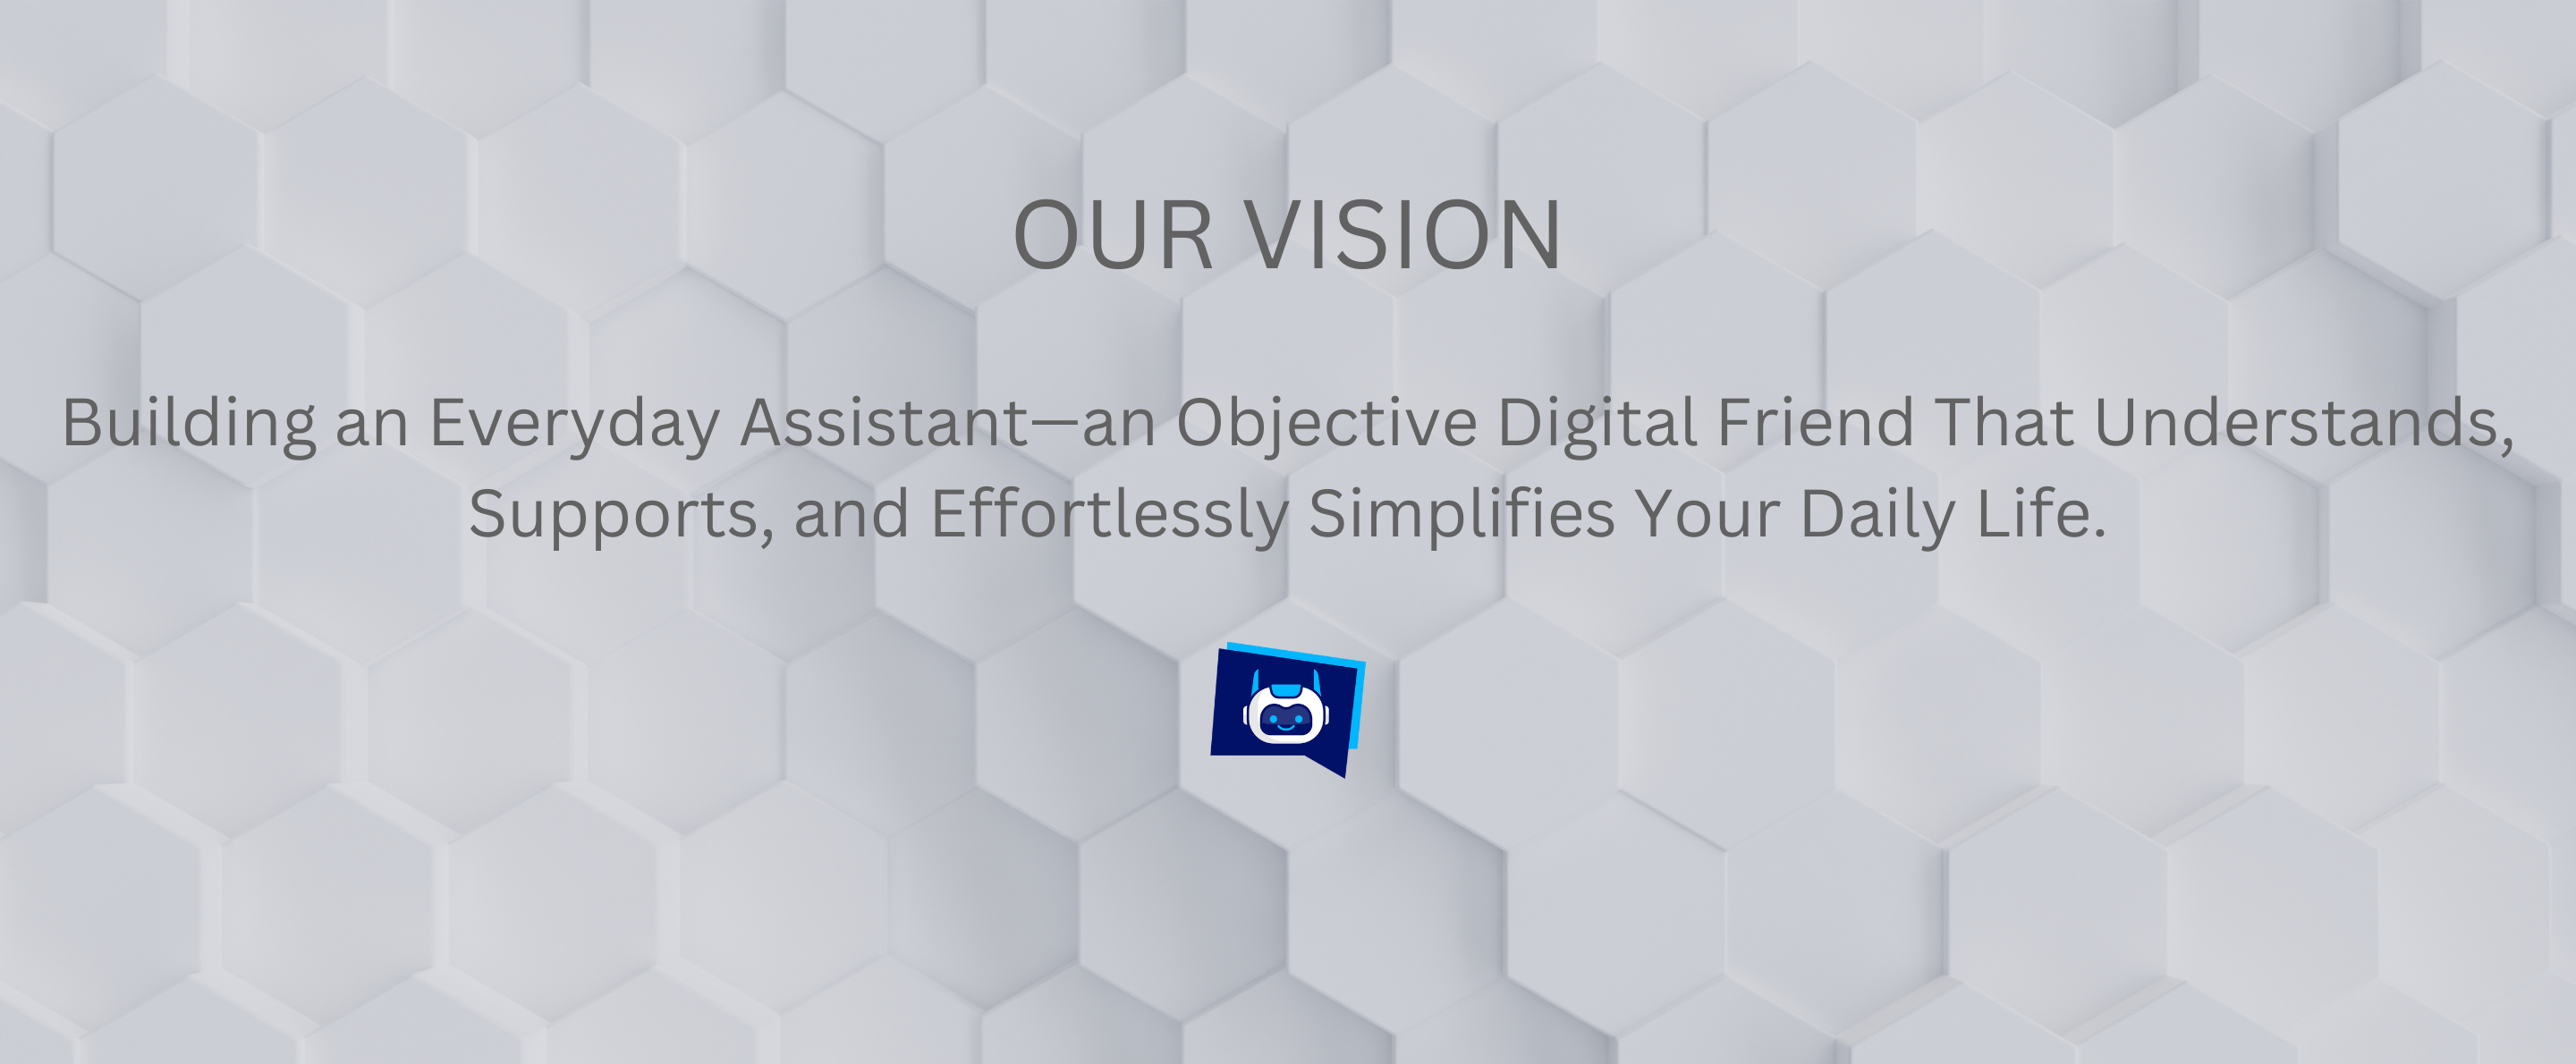 OUR VISION
Building an Everyday Assistant—an Objective Digital Friend That Understands,
Supports, and Effortlessly Simplifies Your Daily Life.